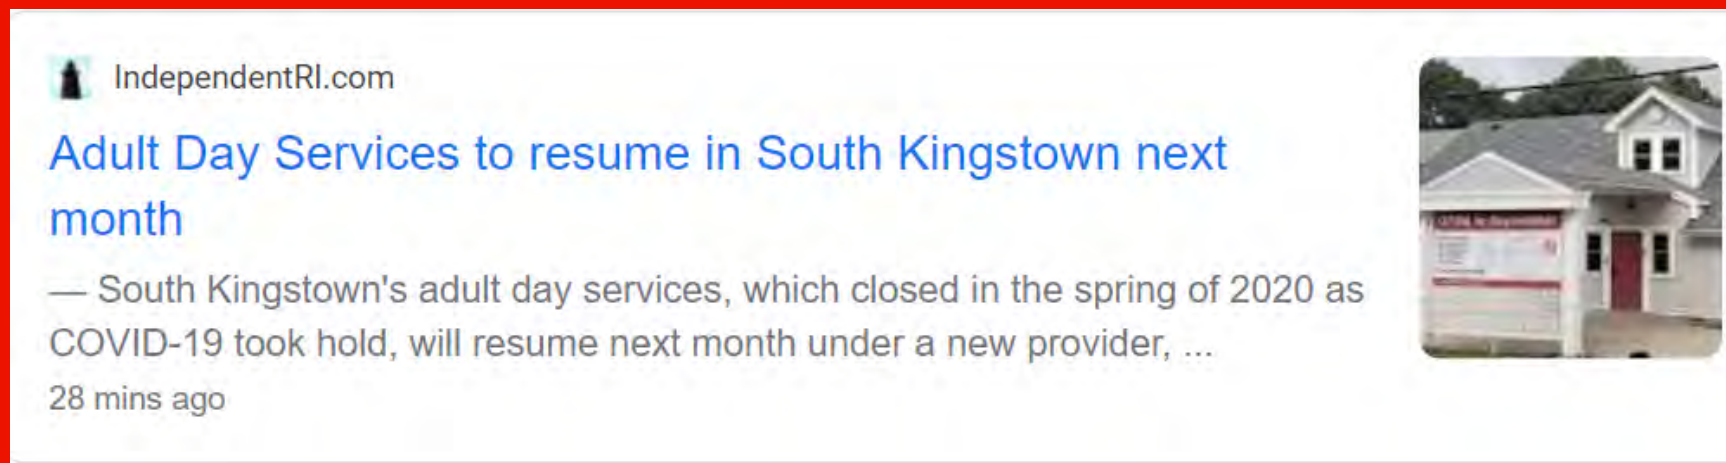 IndependentRI.com
Adult Day Services to resume in South Kingstown next
month
— South Kingstown's adult day services, which closed in the spring of 2020 as
COVID-19 took hold, will resume next month under a new provider, ...
28 mins ago